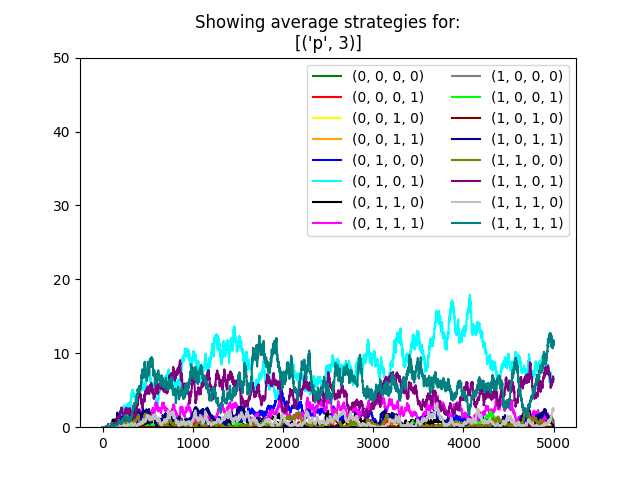 Showing average strategies for:
[('p', 3)]
50
40
30
20
10
0
(0, 0, 0, 0) (1, 0, 0, 0)
(0, 0, 0, 1) (1, 0, 0, 1)
(0, 0, 1, 0) (1, 0, 1, 0)
(0, 0, 1, 1) (1, 0, 1, 1)
(0, 1, 0, 0) (1, 1, 0, 0)
(0, 1, 0, 1) (1, 1, 0, 1)
(0, 1, 1, 0) (1, 1, 1, 0)
(0, 1, 1, 1) (1, 1, 1, 1)
0 1000 2000 3000 4000 5000